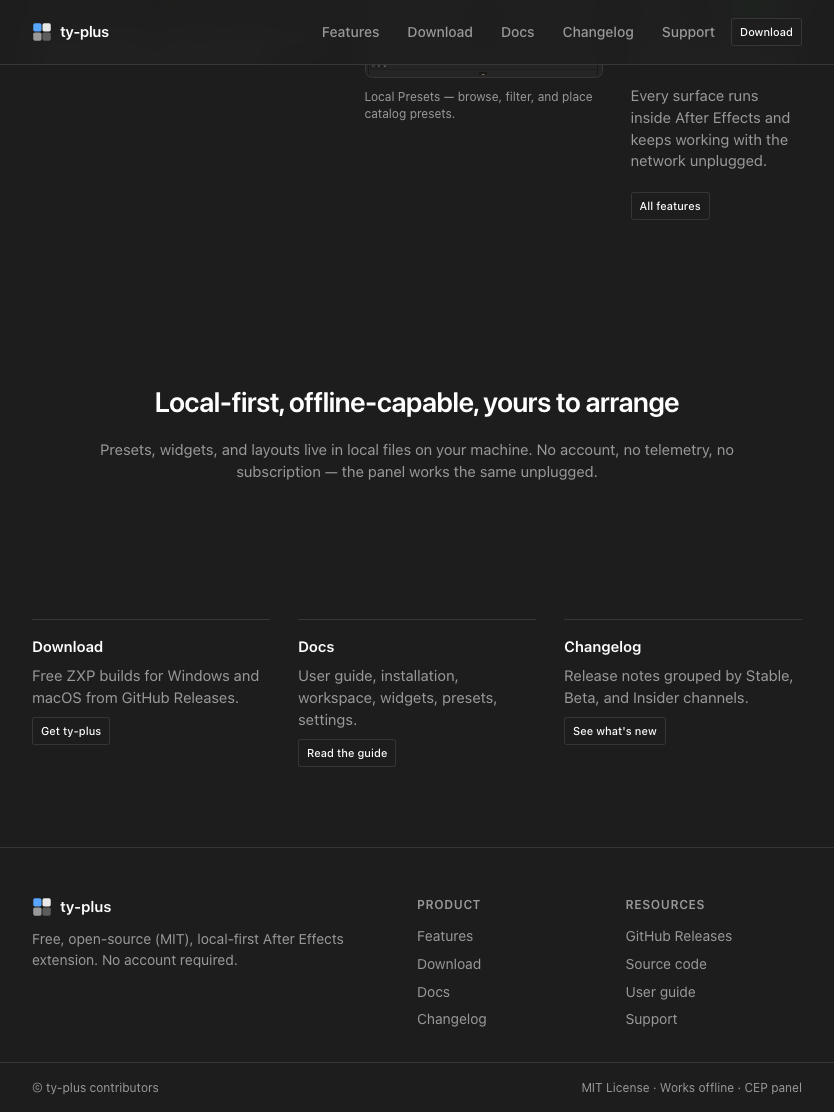 ty-plus
Features
Download
Docs
Changelog
Support
Download
Local Presets — browse, filter, and place
catalog presets.
Every surface runs
inside After Effects and
keeps working with the
network unplugged.
All features
Local-first, offline-capable, yours to arrange
Presets, widgets, and layouts live in local files on your machine. No account, no telemetry, no
subscription — the panel works the same unplugged.
Download
Free ZXP builds for Windows and
macOS from GitHub Releases.
Get ty-plus
Docs
User guide, installation,
workspace, widgets, presets,
settings.
Read the guide
Changelog
Release notes grouped by Stable,
Beta, and Insider channels.
See what's new
ty-plus
Free, open-source (MIT), local-first After Effects
extension. No account required.
PRODUCT
Features
Download
Docs
Changelog
RESOURCES
GitHub Releases
Source code
User guide
Support
© ty-plus contributors
MIT License · Works offline · CEP panel